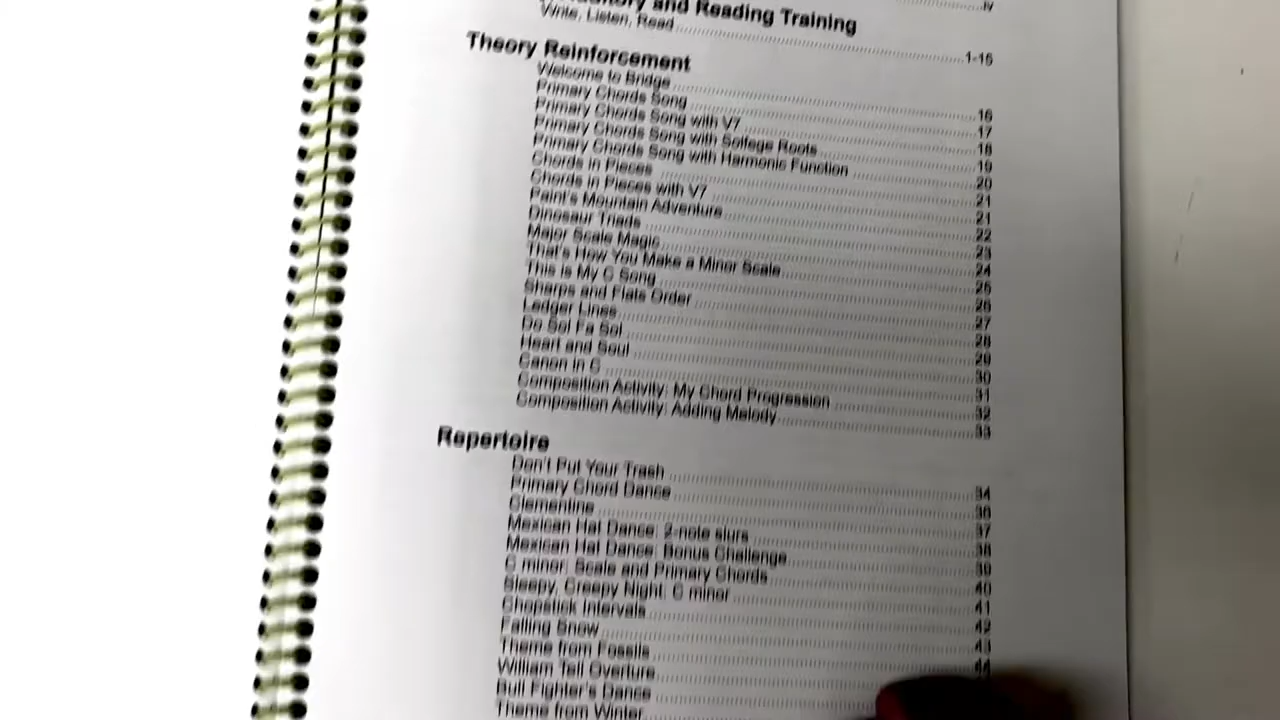 iv
and Reading Training
Write, Listen, Read 1-15
Theory Reinforcement
Welcome to Bridge 16
Primary Chords Song 17
Primary Chords Song with V7 18
Primary Chords Song with Solfege Roots 19
Primary Chords Song with Harmonic Function 20
Chords in Pieces 21
Chords in Pieces with V7 21
Pent's Mountain Adventure 22
Dinosaur Triads 23
Major Scale Magic 24
That's How You Make a Minor Scale 25
This is My C Song 26
Sharps and Flats Order 27
Ledger Lines 28
Do Sol Fa Sol 29
Heart and Soul 30
Canon in C 31
Composition Activity: My Chord Progression 32
Composition Activity: Adding Melody 33
Repertoire
Don't Put Your Trash 34
Primary Chord Dance 36
Clementine 37
Mexican Hat Dance: 2-note slurs 38
Mexican Hat Dance: Bonus Challenge 39
C minor: Scale and Primary Chords 40
Sleepy, Creepy Night: C minor 41
Chopstick Intervals 42
Falling Snow 43
Theme from Fossils 44
William Tell Overture
Bull Fighter's Dance
Theme from Winter